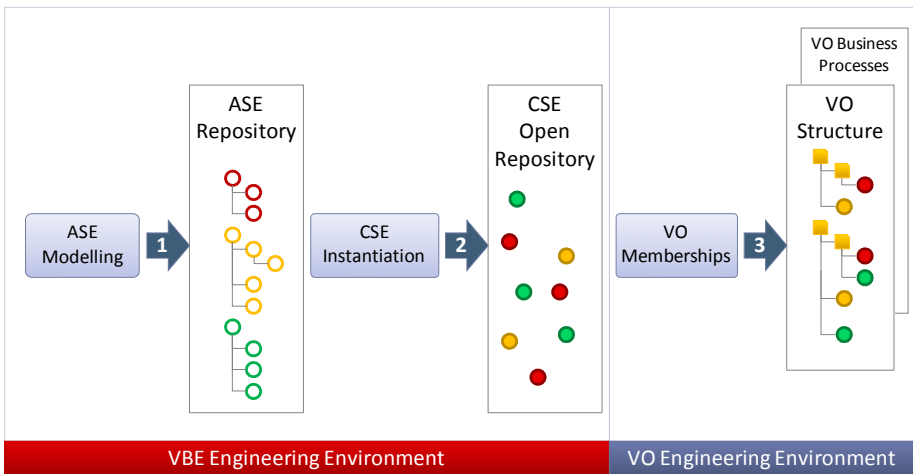 ASE
Modelling
1
ASE
Repository
CSE
Instantiation
2
CSE
Open
Repository
VO
Memberships
3
VO Business
Processes
VO
Structure
VBE Engineering Environment
VO Engineering Environment